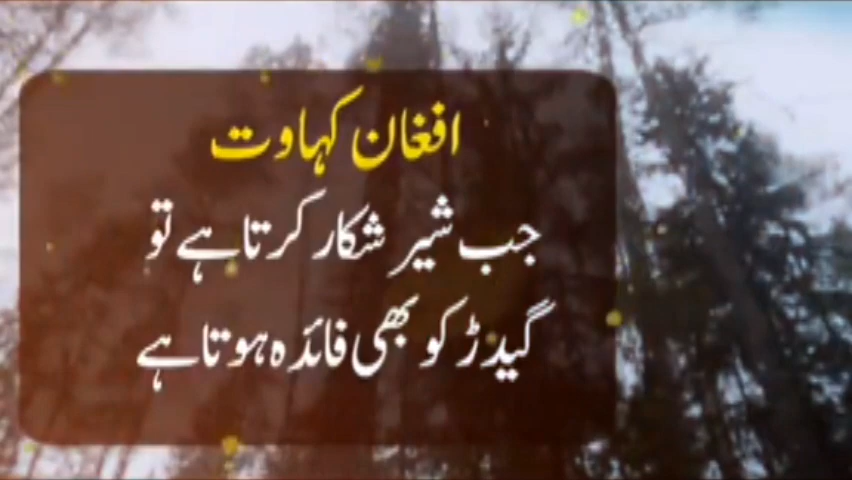 افغان کہاوت
جب شیر شکار کرتا ہے تو
گیدڑ کو بھی فائدہ ہوتا ہے